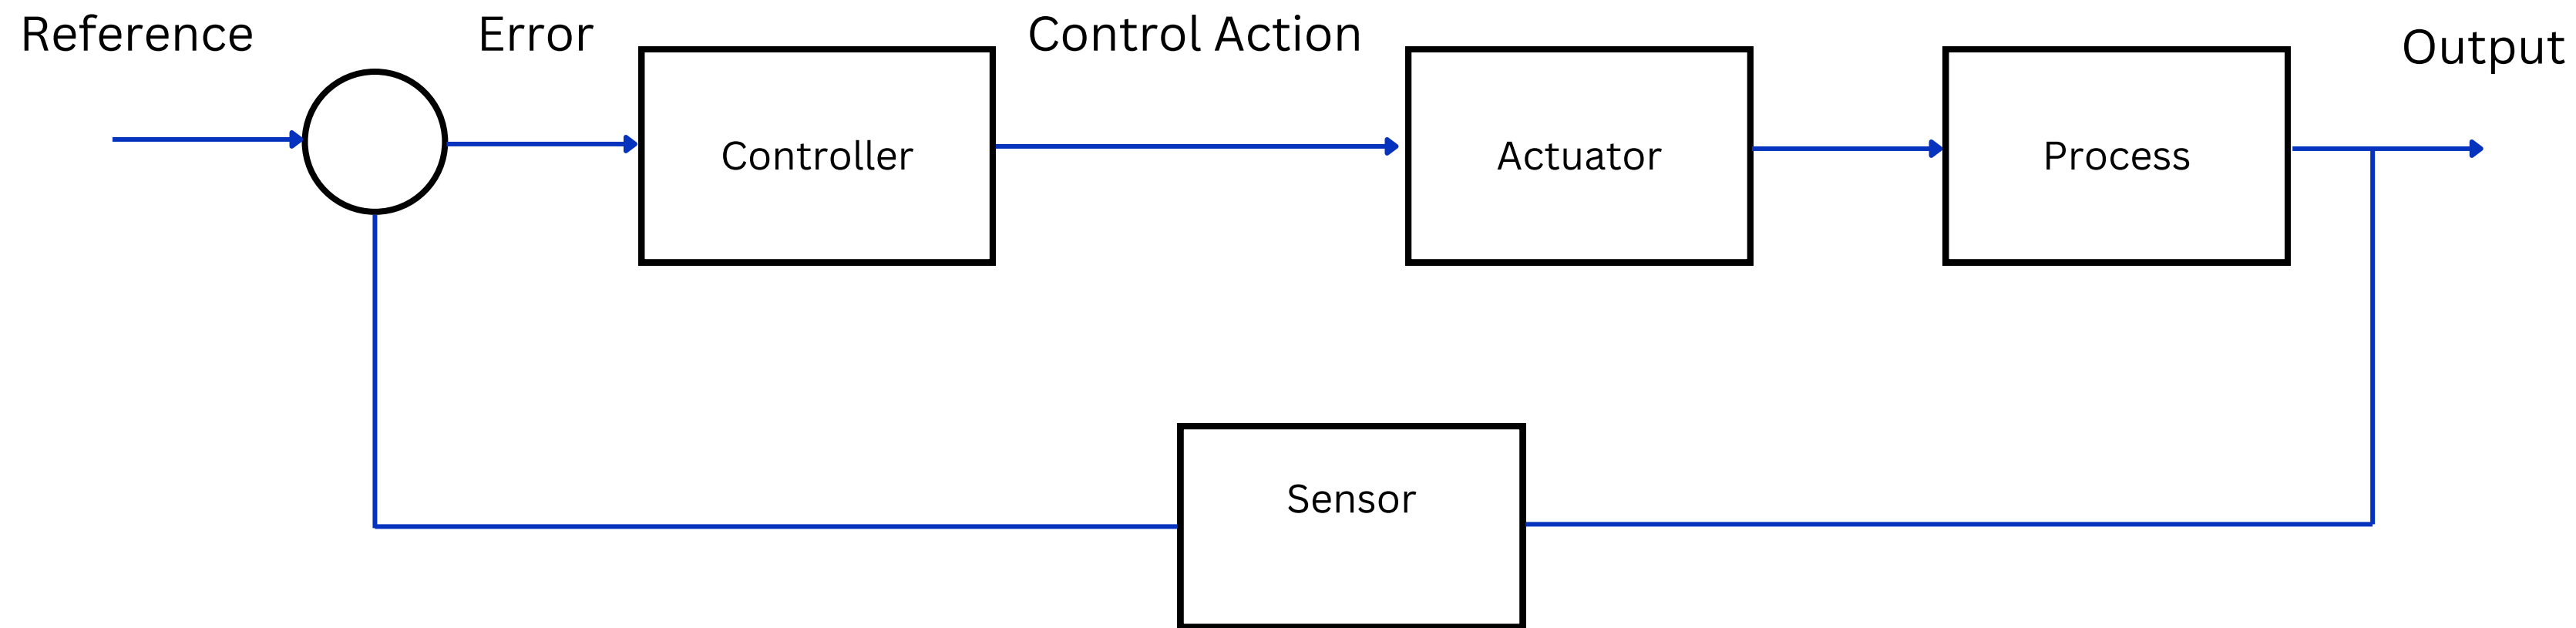 Reference
Error
Control Action
Output
Controller
Actuator
Process
Sensor